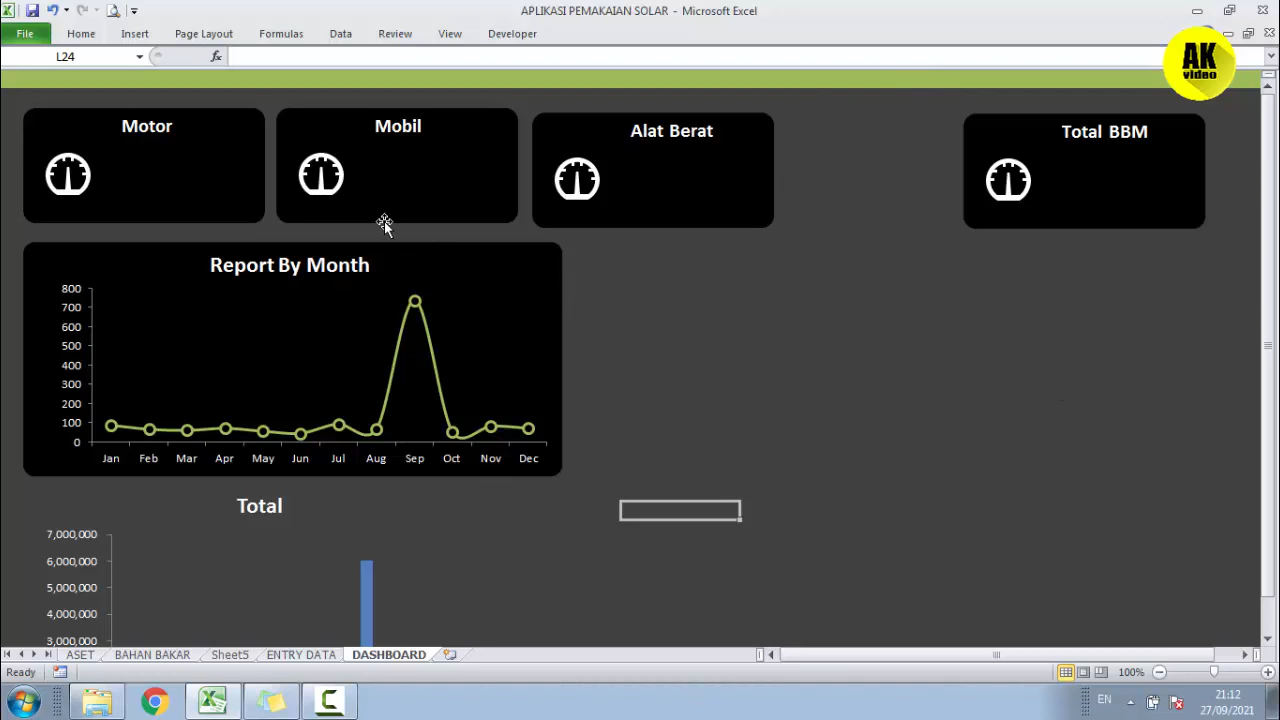 APLIKASI PEMAKAIAN SOLAR - Microsoft Excel
File Home Insert Page Layout Formulas Data Review View Developer
L24 fx
AK
video
Motor Mobil Alat Berat Total BBM
Report By Month
800
700
600
500
400
300
200
100
0
Jan Feb Mar Apr May Jun Jul Aug Sep Oct Nov Dec
Total
7,000,000
6,000,000
5,000,000
4,000,000
3,000,000
ASET BAHAN BAKAR Sheet5 ENTRY DATA DASHBOARD
Ready 100%
EN 21:12
27/09/2021